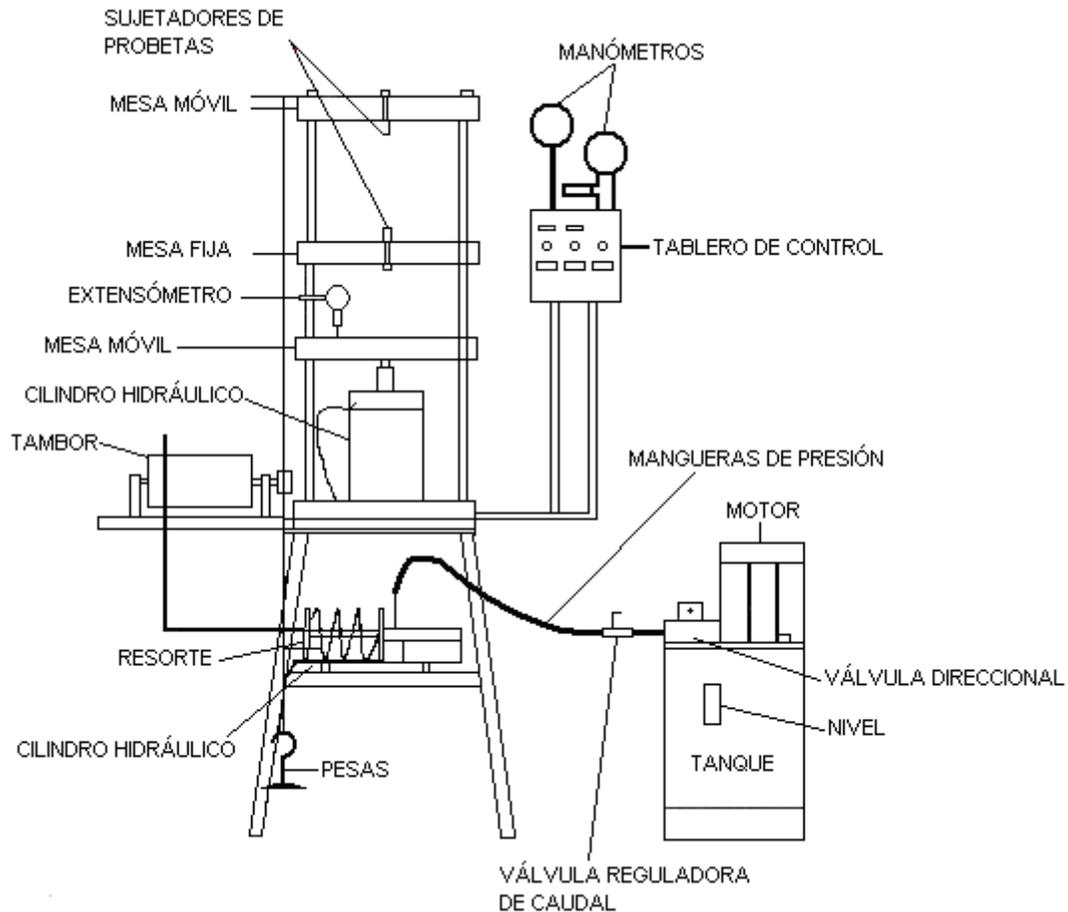 SUJETADORES DE
PROBETAS
MANÓMETROS
MESA MÓVIL
MESA FIJA
TABLERO DE CONTROL
EXTENSÓMETRO
MESA MÓVIL
CILINDRO HIDRÁULICO
TAMBOR
MANGUERAS DE PRESIÓN
MOTOR
RESORTE
VÁLVULA DIRECCIONAL
NIVEL
CILINDRO HIDRÁULICO
PESAS
TANQUE
VÁLVULA REGULADORA
DE CAUDAL